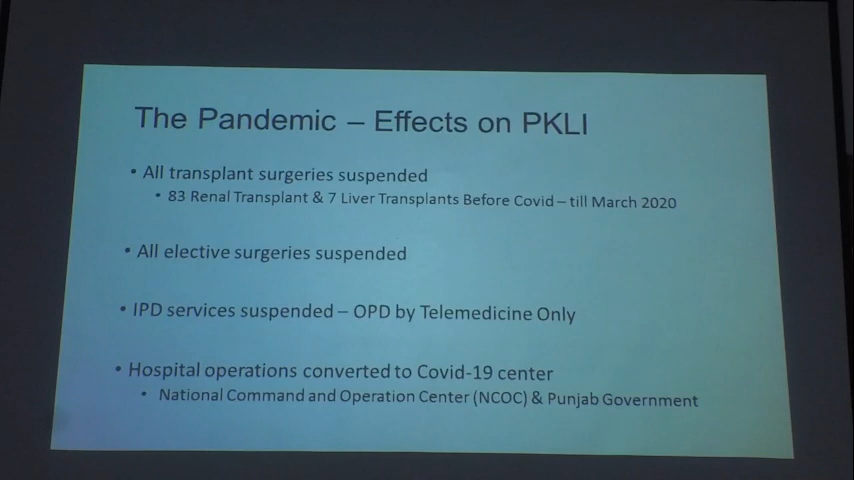 The Pandemic – Effects on PKLI
• All transplant surgeries suspended
• 83 Renal Transplant & 7 Liver Transplants Before Covid – till March 2020
• All elective surgeries suspended
• IPD services suspended – OPD by Telemedicine Only
• Hospital operations converted to Covid-19 center
• National Command and Operation Center (NCOC) & Punjab Government